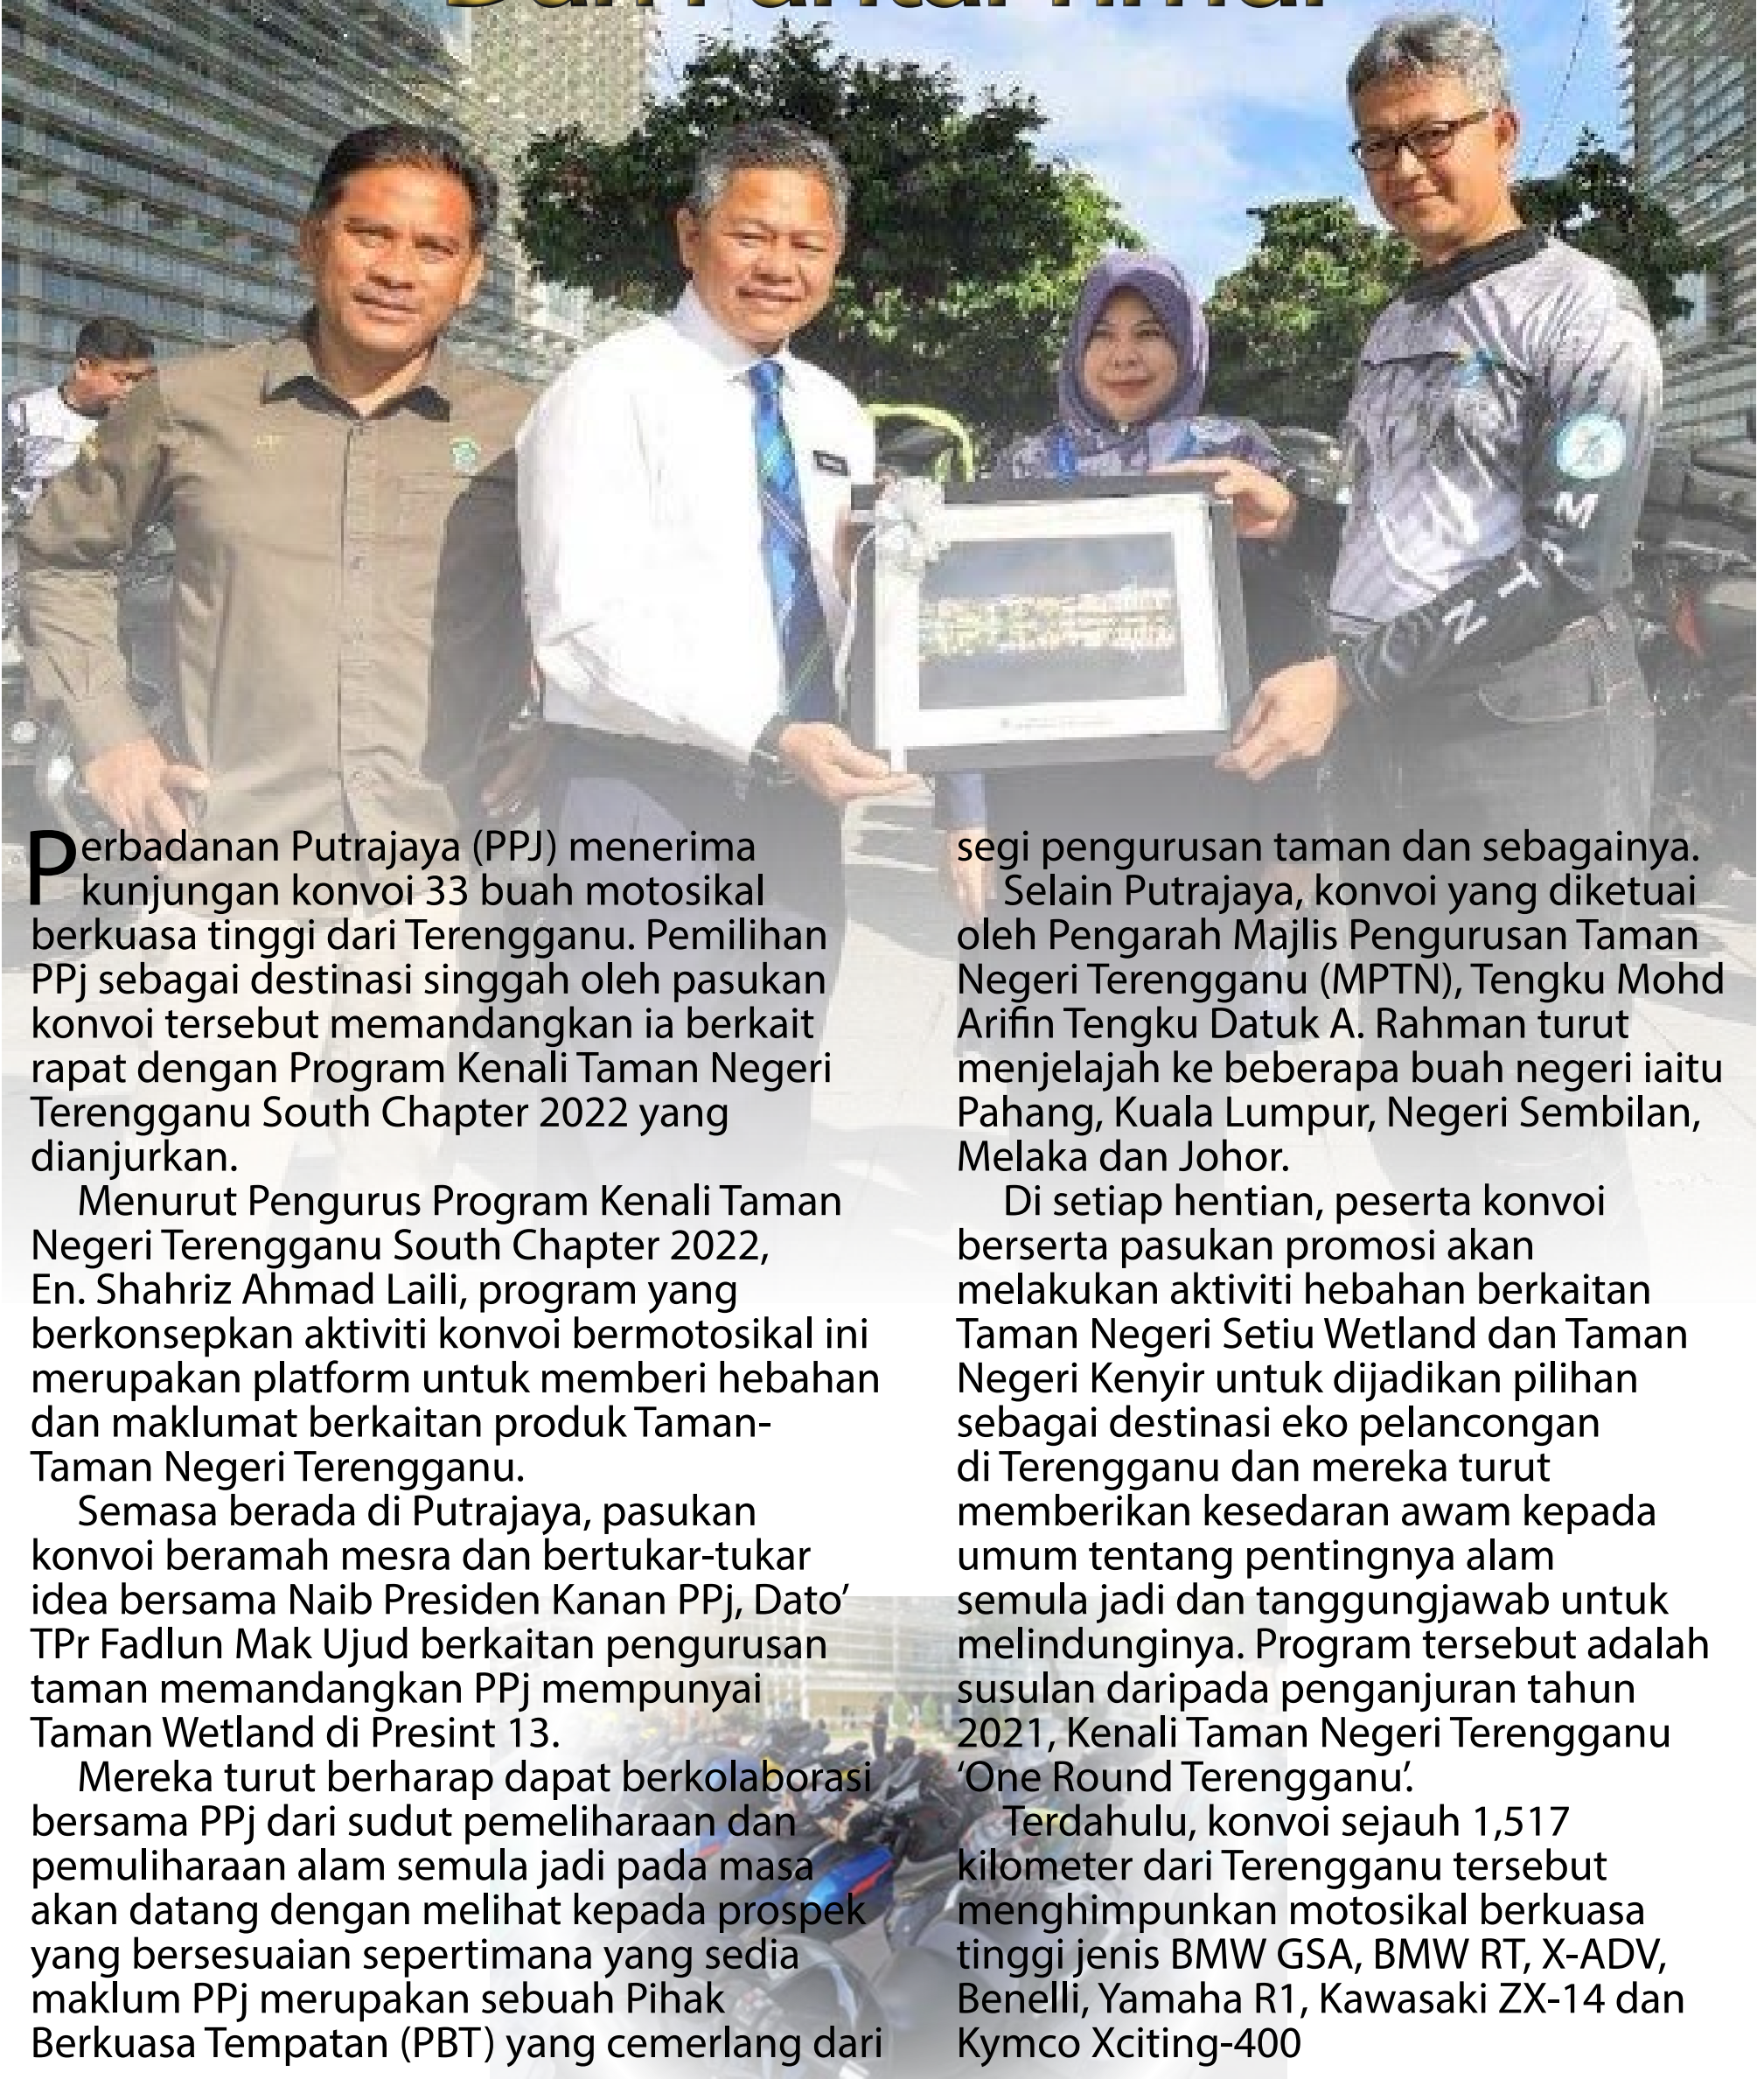 Dari Pantai Timur
M
T
N
Perbadanan Putrajaya (PPJ) menerima
kunjungan konvoi 33 buah motosikal
berkuasa tinggi dari Terengganu. Pemilihan
PPj sebagai destinasi singgah oleh pasukan
konvoi tersebut memandangkan ia berkait
rapat dengan Program Kenali Taman Negeri
Terengganu South Chapter 2022 yang
dianjurkan.
Menurut Pengurus Program Kenali Taman
Negeri Terengganu South Chapter 2022,
En. Shahriz Ahmad Laili, program yang
berkonsepkan aktiviti konvoi bermotosikal ini
merupakan platform untuk memberi hebahan
dan maklumat berkaitan produk Taman-
Taman Negeri Terengganu.
Semasa berada di Putrajaya, pasukan
konvoi beramah mesra dan bertukar-tukar
idea bersama Naib Presiden Kanan PPj, Dato’
TPr Fadlun Mak Ujud berkaitan pengurusan
taman memandangkan PPj mempunyai
Taman Wetland di Presint 13.
Mereka turut berharap dapat berkolaborasi
bersama PPj dari sudut pemeliharaan dan
pemuliharaan alam semula jadi pada masa
akan datang dengan melihat kepada prospek
yang bersesuaian sepertimana yang sedia
maklum PPj merupakan sebuah Pihak
Berkuasa Tempatan (PBT) yang cemerlang dari
segi pengurusan taman dan sebagainya.
Selain Putrajaya, konvoi yang diketuai
oleh Pengarah Majlis Pengurusan Taman
Negeri Terengganu (MPTN), Tengku Mohd
Arifin Tengku Datuk A. Rahman turut
menjelajah ke beberapa buah negeri iaitu
Pahang, Kuala Lumpur, Negeri Sembilan,
Melaka dan Johor.
Di setiap hentian, peserta konvoi
berserta pasukan promosi akan
melakukan aktiviti hebahan berkaitan
Taman Negeri Setiu Wetland dan Taman
Negeri Kenyir untuk dijadikan pilihan
sebagai destinasi eko pelancongan
di Terengganu dan mereka turut
memberikan kesedaran awam kepada
umum tentang pentingnya alam
semula jadi dan tanggungjawab untuk
melindunginya. Program tersebut adalah
susulan daripada penganjuran tahun
2021, Kenali Taman Negeri Terengganu
‘One Round Terengganu’.
Terdahulu, konvoi sejauh 1,517
kilometer dari Terengganu tersebut
menghimpunkan motosikal berkuasa
tinggi jenis BMW GSA, BMW RT, X-ADV,
Benelli, Yamaha R1, Kawasaki ZX-14 dan
Kymco Xciting-400